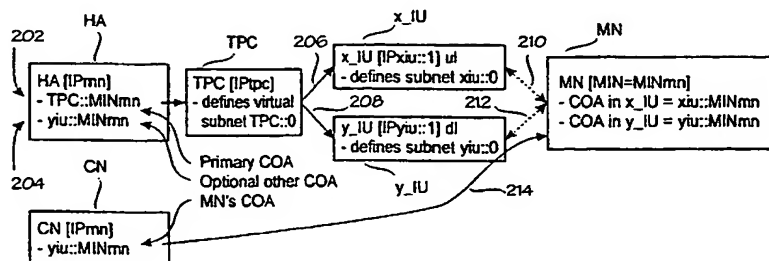 x_IU
HA
TPC
MN
202
206
210
HA [IPmn]
- TPC::MINmn
- yiu::MINmn
TPC [IPtpc]
- defines virtual
subnet TPC::0
x_IU [IPxiu::1] ul
- defines subnet xiu::0
208
212
MN [MIN=MINmn]
- COA in x_IU = xiu::MINmn
- COA in y_IU = yiu::MINmn
y_IU [IPyiu::1] dl
- defines subnet yiu::0
204
Primary COA
Optional other COA
MN's COA
y_IU
214
CN
CN [IPmn]
- yiu::MINmn